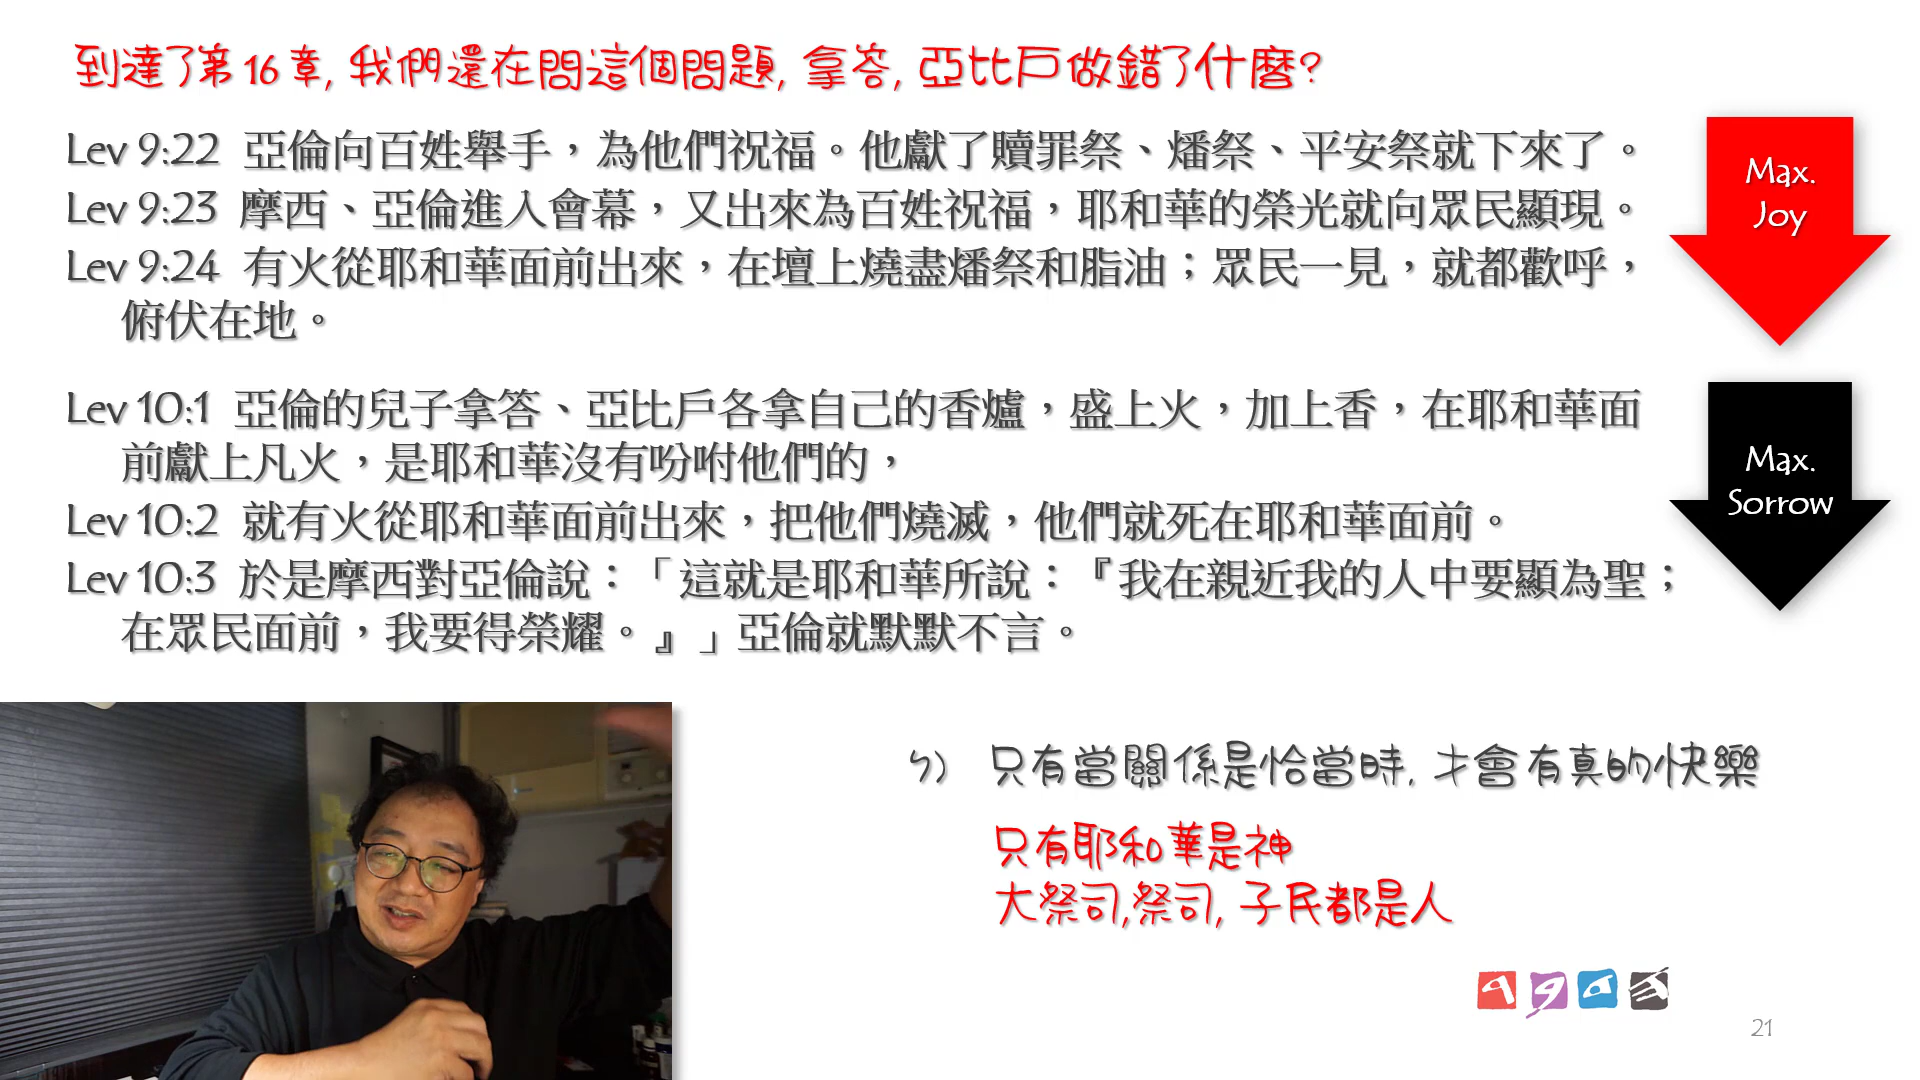 到達了第 16 章, 我們還在問這個問題, 拿答, 亞比戶做錯了什麼?
Lev 9:22 亞倫向百姓舉手，為他們祝福。他獻了贖罪祭、燔祭、平安祭就下來了。
Lev 9:23 摩西、亞倫進入會幕，又出來為百姓祝福，耶和華的榮光就向眾民顯現。
Lev 9:24 有火從耶和華面前出來，在壇上燒盡燔祭和脂油；眾民一見，就都歡呼，
俯伏在地。
Max.
Joy
Lev 10:1 亞倫的兒子拿答、亞比戶各拿自己的香爐，盛上火，加上香，在耶和華面
前獻上凡火，是耶和華沒有吩咐他們的，
Lev 10:2 就有火從耶和華面前出來，把他們燒滅，他們就死在耶和華面前。
Lev 10:3 於是摩西對亞倫說：「這就是耶和華所說：『我在親近我的人中要顯為聖；
在眾民面前，我要得榮耀。』」亞倫就默默不言。
Max.
Sorrow
只有當關係是恰當時, 才會有真的快樂
只有耶和華是神
大祭司,祭司, 子民都是人
21